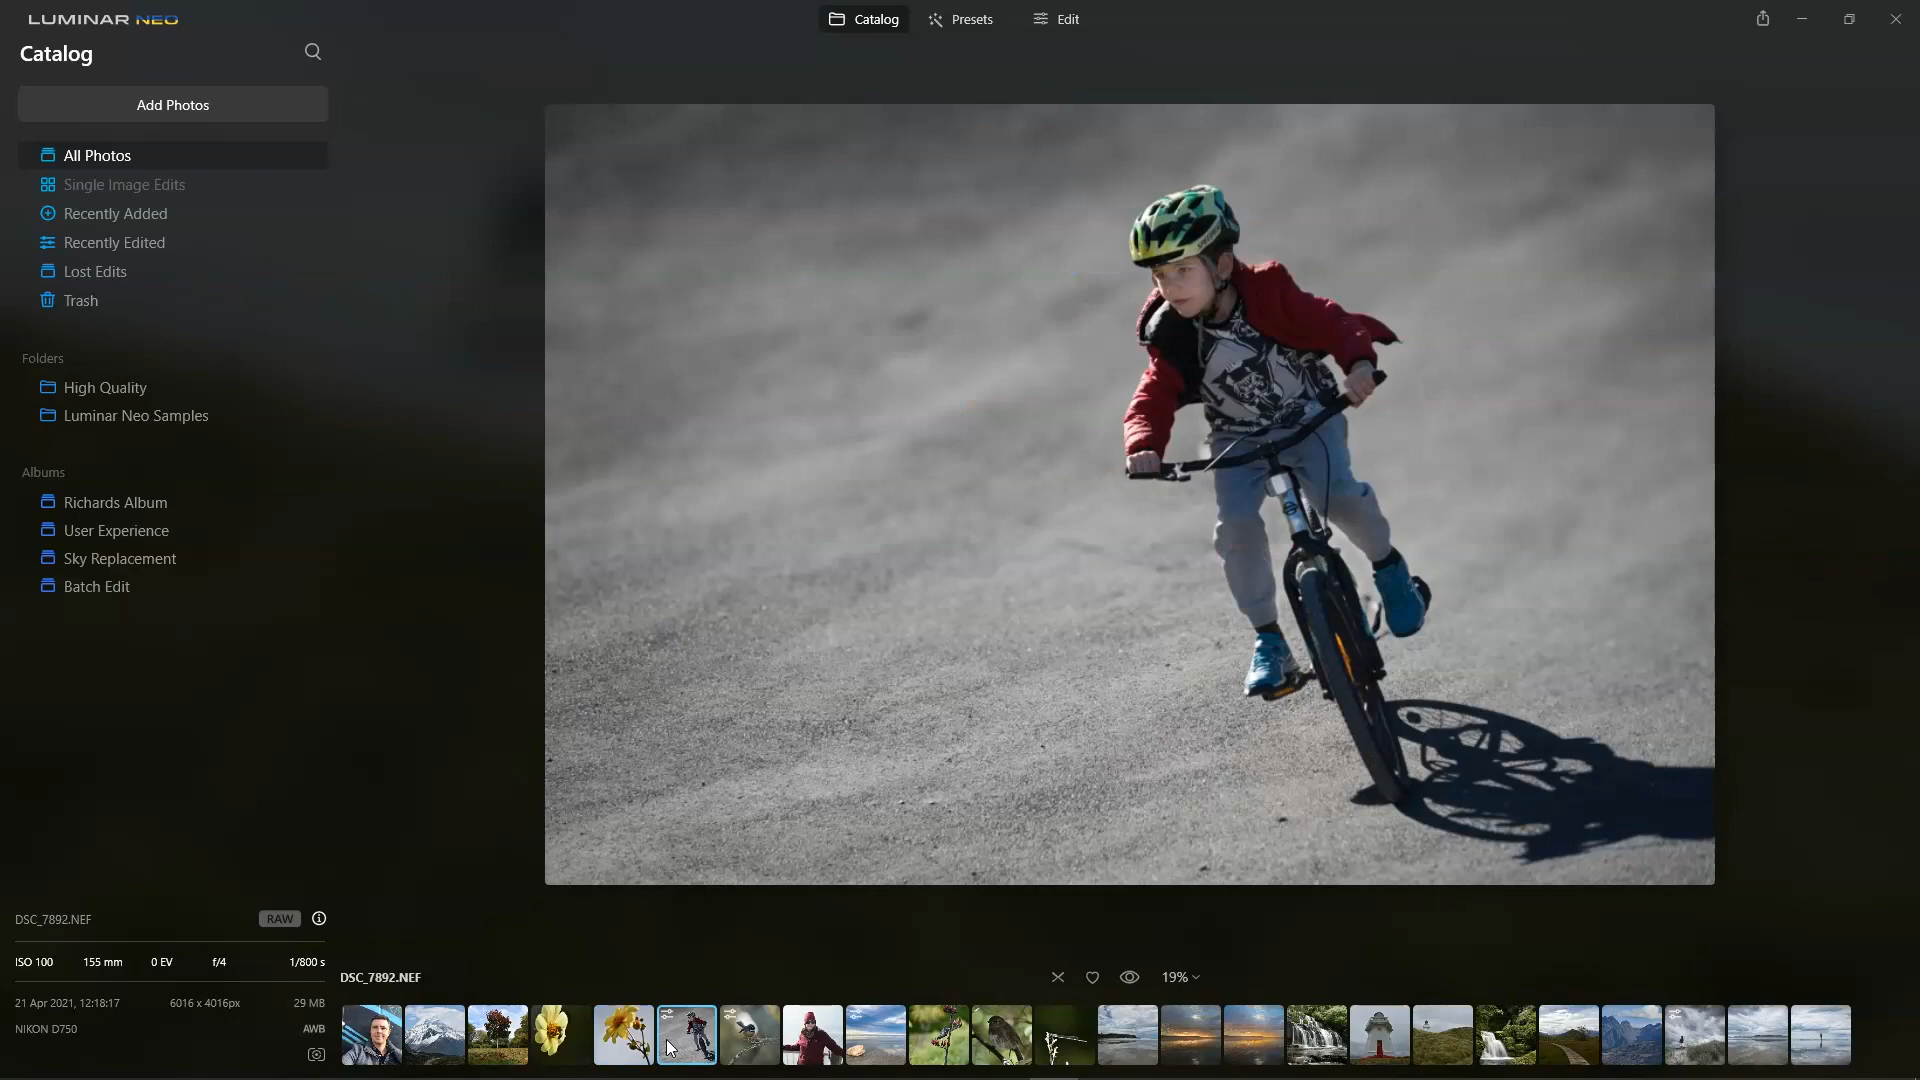 LUMINAR NEO
Catalog
Presets
Edit
Catalog
Add Photos
All Photos
Single Image Edits
Recently Added
Recently Edited
Lost Edits
Trash
Folders
High Quality
Luminar Neo Samples
Albums
Richards Album
User Experience
Sky Replacement
Batch Edit
DSC_7892.NEF RAW
ISO 100 155 mm 0 EV f/4 1/800 s
21 Apr 2021, 12:18:17 6016 x 4016px 29 MB
NIKON D750 AWB
DSC_7892.NEF 19%